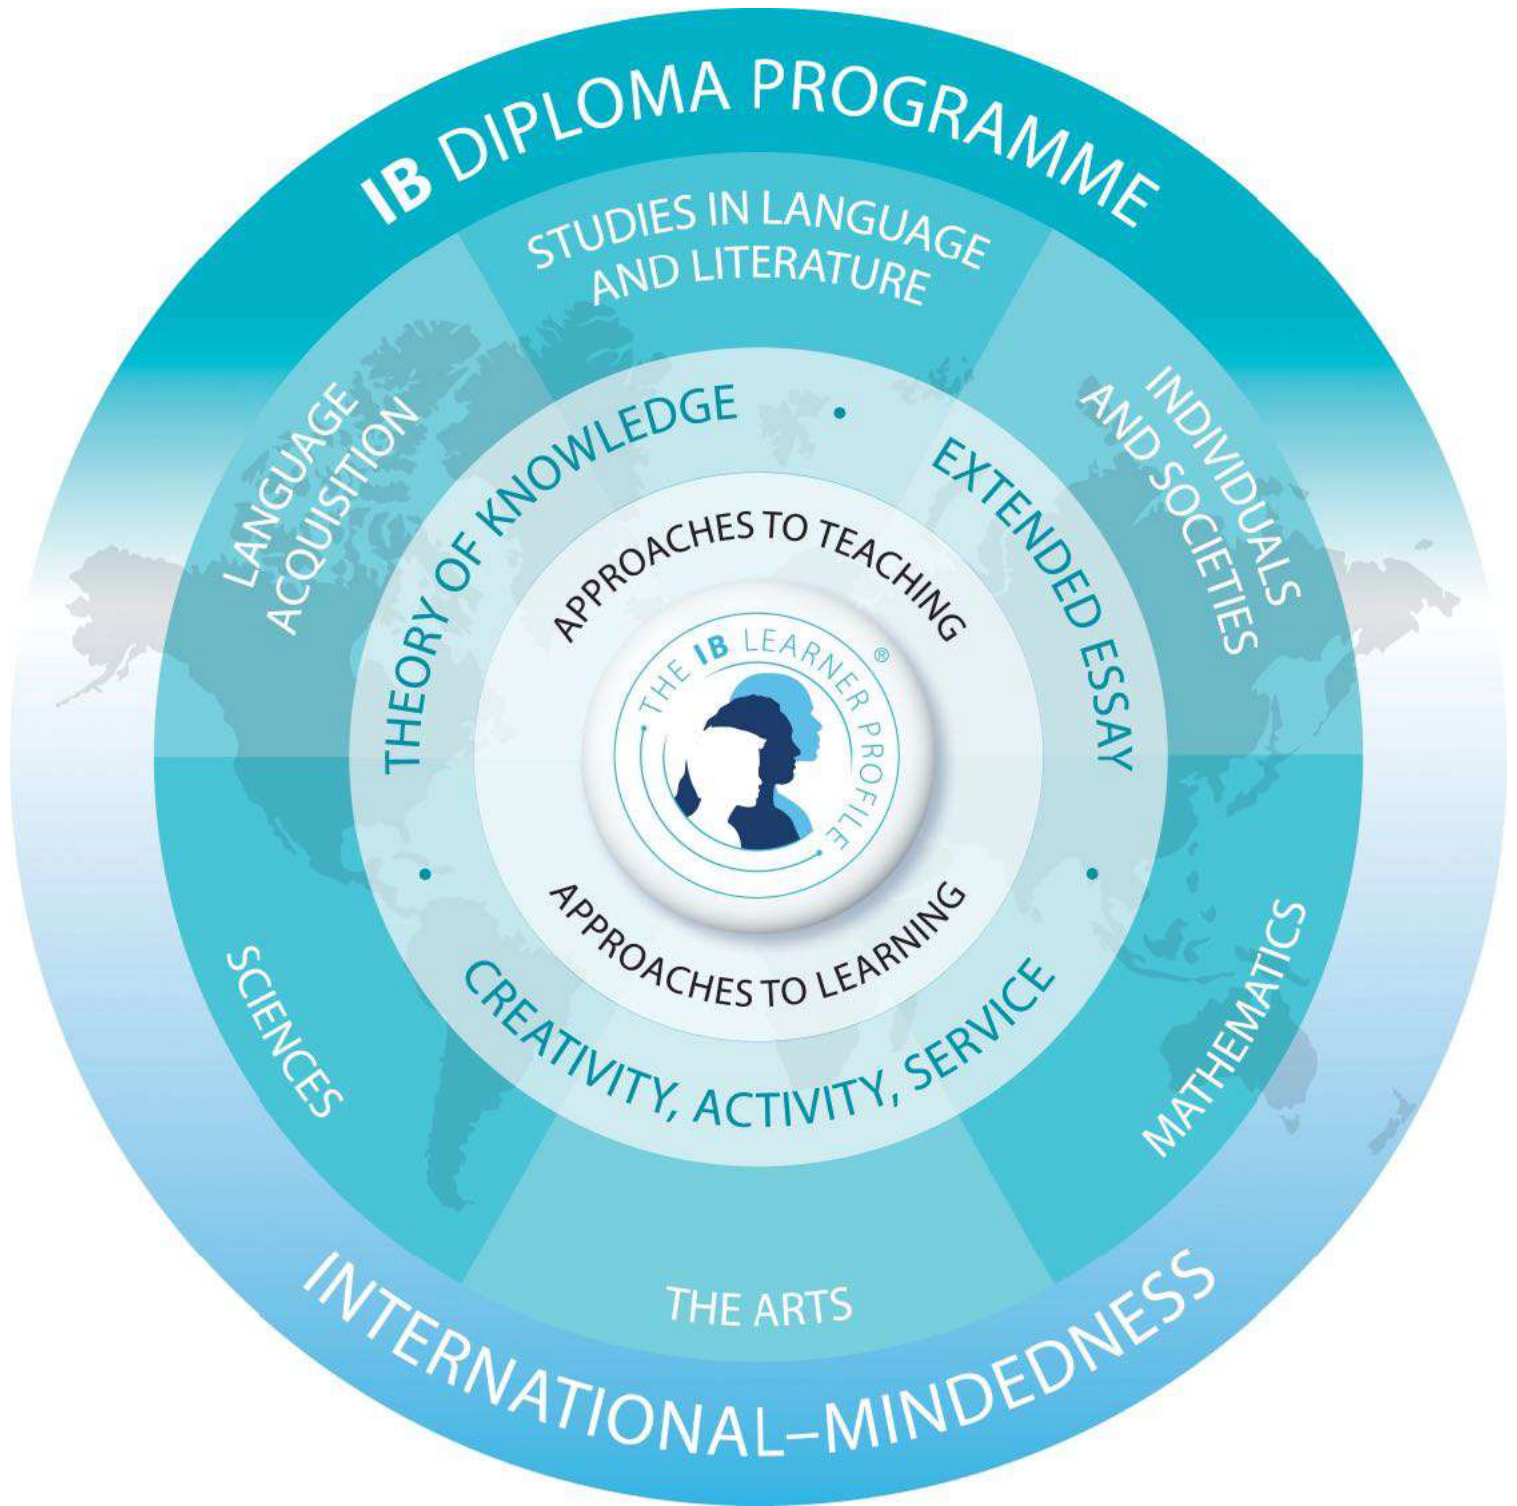 IB DIPLOMA PROGRAMME
STUDIES IN LANGUAGE
AND LITERATURE
LANGUAGE
ACQUISITION
INDIVIDUALS
AND SOCIETIES
THEORY OF KNOWLEDGE
•
EXTENDED ESSAY
APPROACHES TO TEACHING
THE IB LEARNER PROFILE
®
APPROACHES TO LEARNING
•
CREATIVITY, ACTIVITY, SERVICE
•
SCIENCES
MATHEMATICS
THE ARTS
INTERNATIONAL–MINDEDNESS